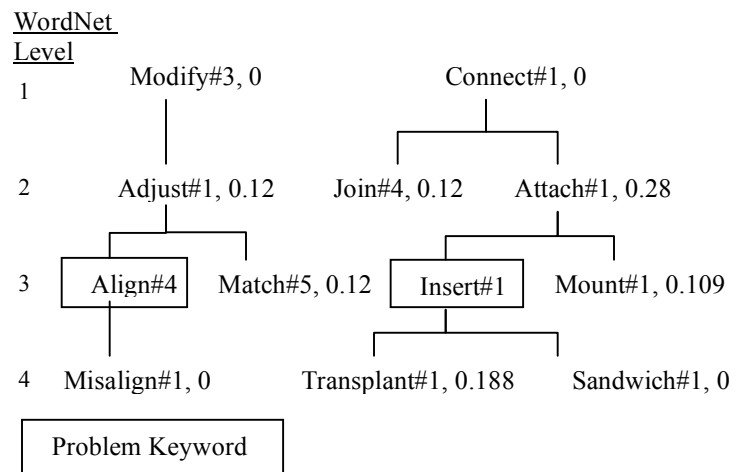 WordNet
Level
1 Modify#3, 0 Connect#1, 0
2 Adjust#1, 0.12 Join#4, 0.12 Attach#1, 0.28
3 Align#4 Match#5, 0.12 Insert#1 Mount#1, 0.109
4 Misalign#1, 0 Transplant#1, 0.188 Sandwich#1, 0
Problem Keyword